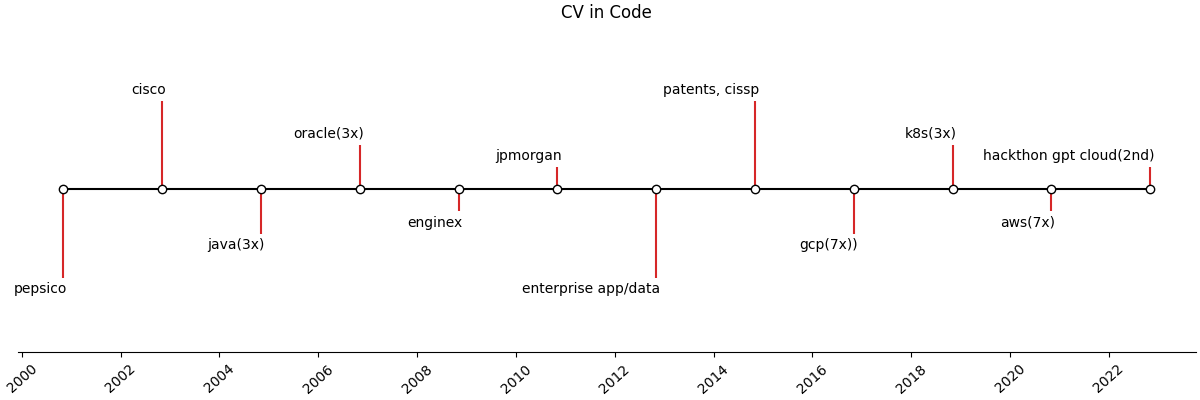 CV in Code
cisco
patents, cissp
oracle(3x)
k8s(3x)
jpmorgan
hackthon gpt cloud(2nd)
enginex
aws(7x)
java(3x)
gcp(7x))
pepsico
enterprise app/data
2000
2002
2004
2006
2008
2010
2012
2014
2016
2018
2020
2022